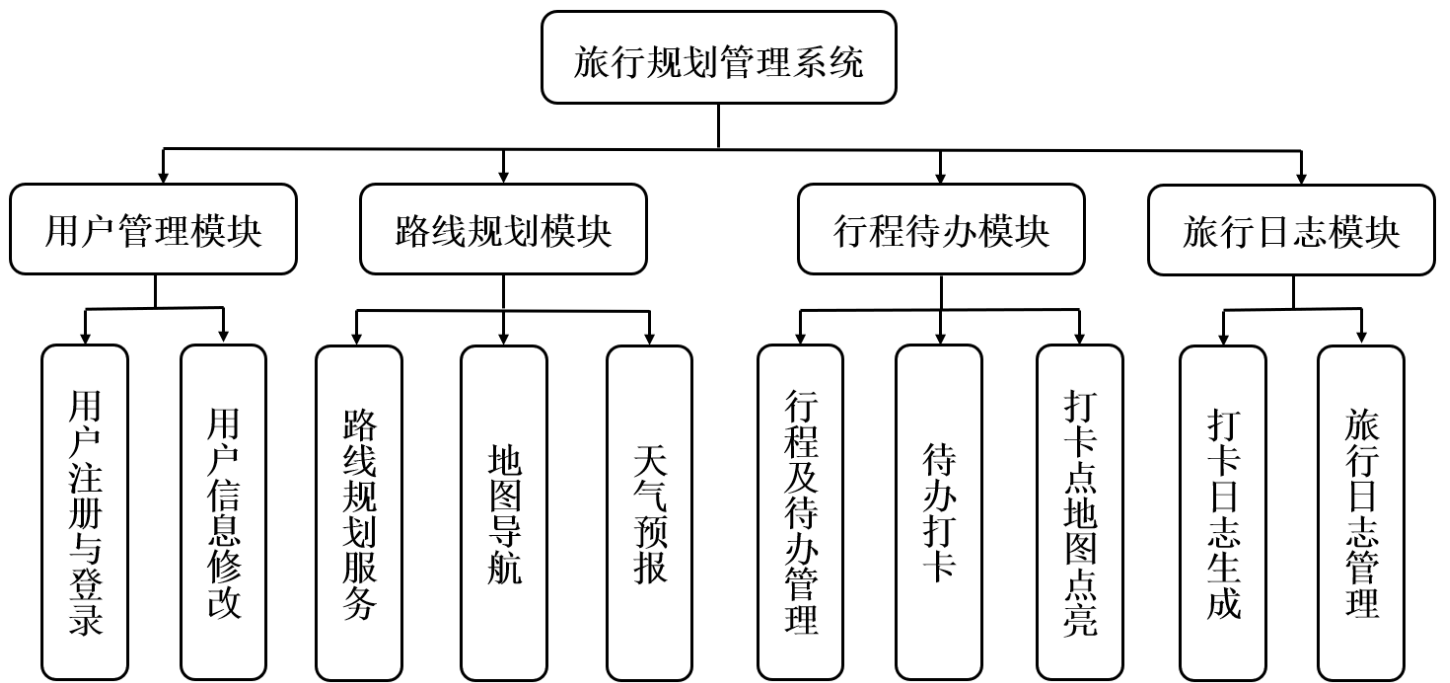 旅行规划管理系统
用户管理模块
路线规划模块
行程待办模块
旅行日志模块
用户注册与登录
用户信息修改
路线规划服务
地图导航
天气预报
行程及待办管理
待办打卡
打卡点地图点亮
打卡日志生成
旅行日志管理